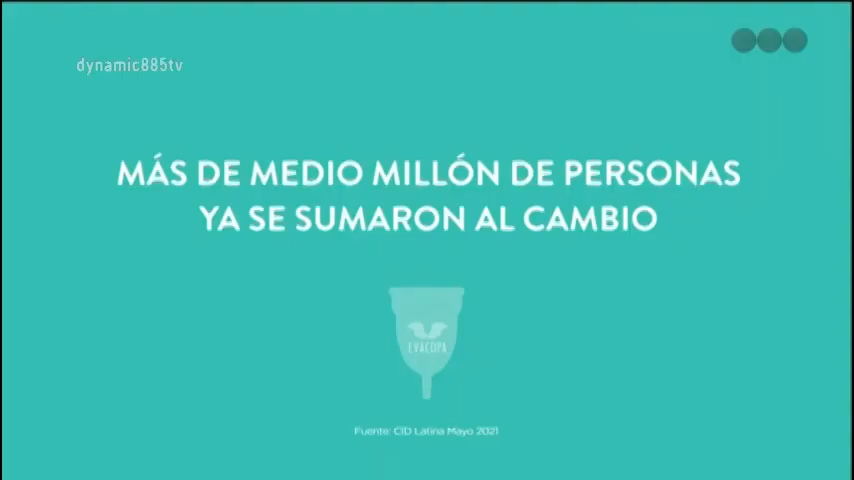 dynamic885tv
MÁS DE MEDIO MILLÓN DE PERSONAS
YA SE SUMARON AL CAMBIO
EVACOPA
Fuente: CID Latina Mayo 2021